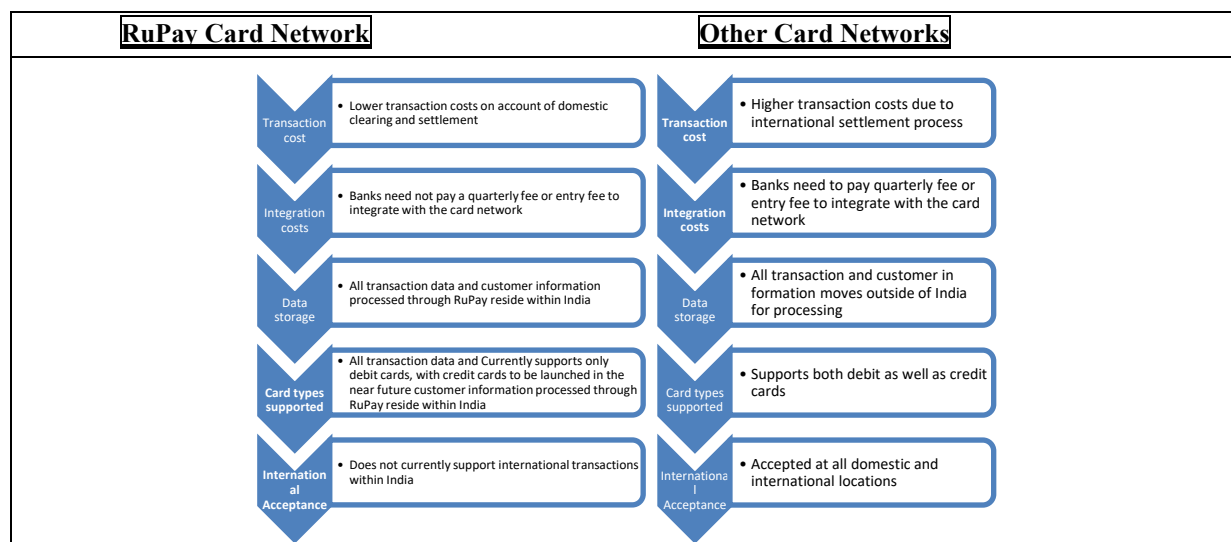 RuPay Card Network
Other Card Networks
Transaction
cost
• Lower transaction costs on account of domestic
clearing and settlement
Integration
costs
• Banks need not pay a quarterly fee or entry fee to
integrate with the card network
Data
storage
• All transaction data and customer information
processed through RuPay reside within India
Card types
supported
• All transaction data and Currently supports only
debit cards, with credit cards to be launched in the
near future customer information processed through
RuPay reside within India
Internation
al
Acceptance
• Does not currently support international transactions
within India
Transaction
cost
• Higher transaction costs due to
international settlement process
Integration
costs
• Banks need to pay quarterly fee or
entry fee to integrate with the card
network
Data
storage
• All transaction and customer in
formation moves outside of India
for processing
Card types
supported
• Supports both debit as well as credit
cards
Internationa
l
Acceptance
• Accepted at all domestic and
international locations